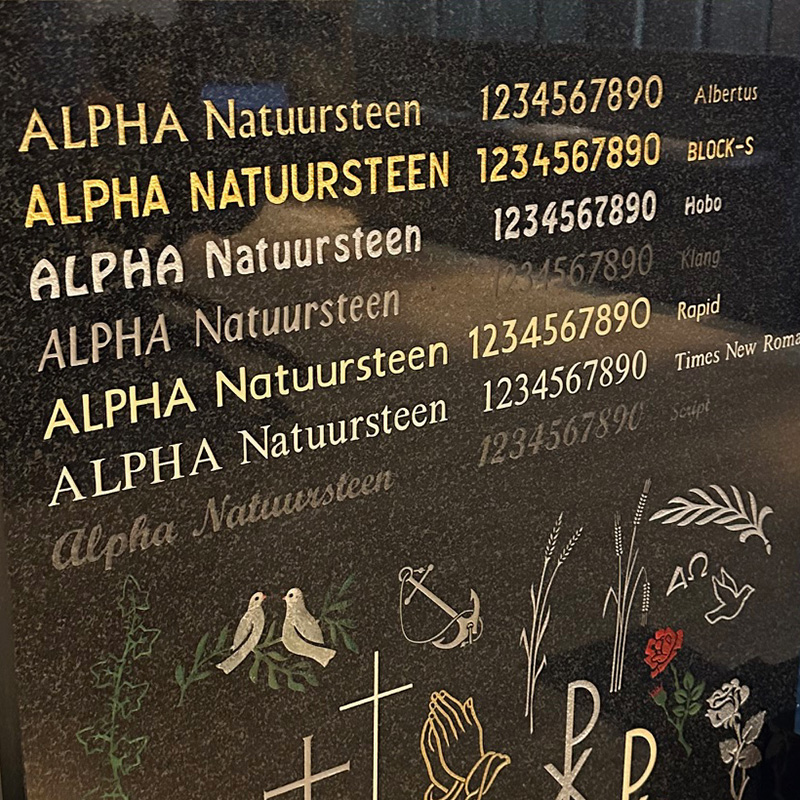 ALPHA Natuursteen 1234567890 Albertus
ALPHA NATUURSTEEN 1234567890 BLOCK-S
ALPHA Natuursteen 1234567890 Hobo
ALPHA Natuursteen 1234567890 Klang
ALPHA Natuursteen 1234567890 Rapid
ALPHA Natuursteen 1234567890 Times New Roma
Alpha Natuursteen 1234567890 Script
ΑΩ